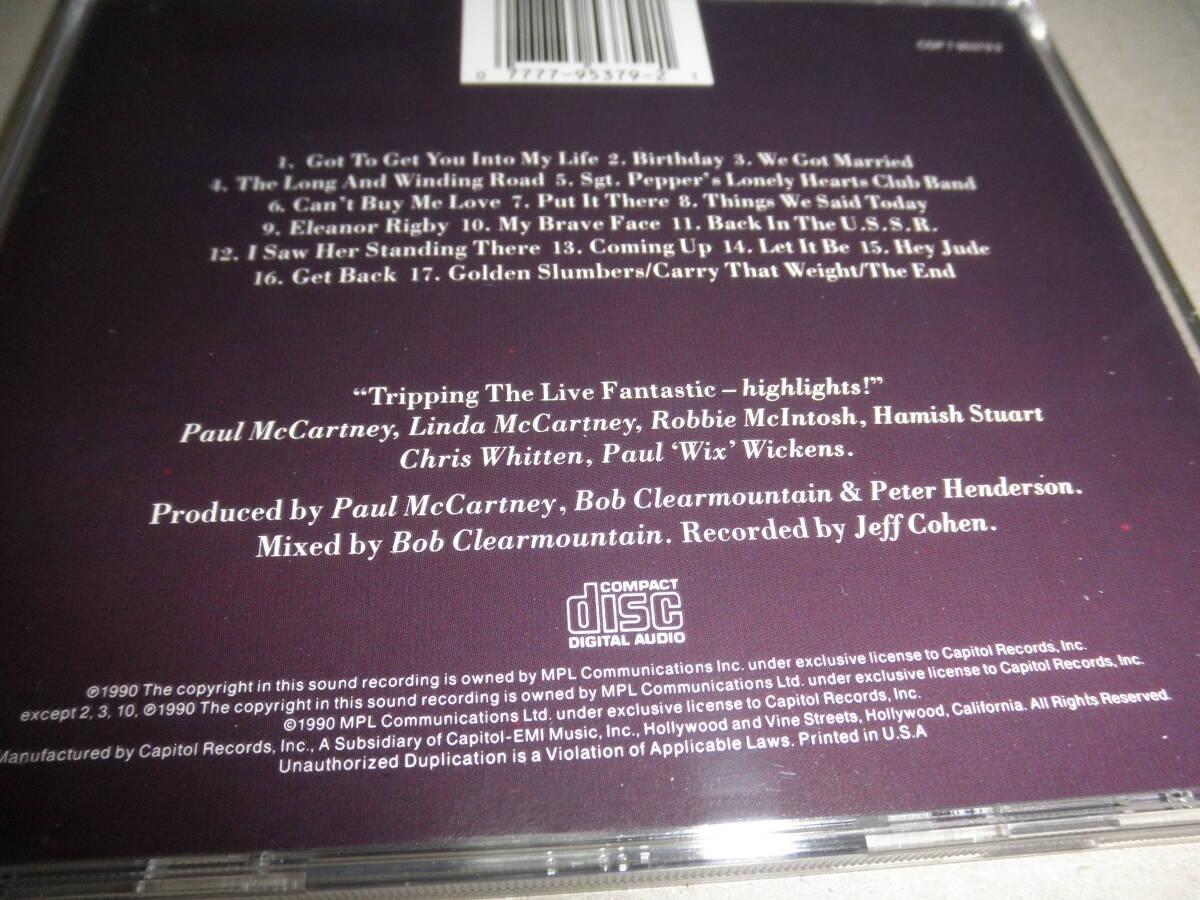 0 7777-95379-2 1
1. Got To Get You Into My Life 2. Birthday 3. We Got Married
4. The Long And Winding Road 5. Sgt. Pepper's Lonely Hearts Club Band
6. Can't Buy Me Love 7. Put It There 8. Things We Said Today
9. Eleanor Rigby 10. My Brave Face 11. Back In The U.S.S.R.
12. I Saw Her Standing There 13. Coming Up 14. Let It Be 15. Hey Jude
16. Get Back 17. Golden Slumbers/Carry That Weight/The End
“Tripping The Live Fantastic – highlights!”
Paul McCartney, Linda McCartney, Robbie McIntosh, Hamish Stuart
Chris Whitten, Paul ‘Wix’ Wickens.
Produced by Paul McCartney, Bob Clearmountain & Peter Henderson.
Mixed by Bob Clearmountain. Recorded by Jeff Cohen.
COMPACT
disc
DIGITAL AUDIO
℗1990 The copyright in this sound recording is owned by MPL Communications Inc. under exclusive license to Capitol Records, Inc.
except 2, 3, 10, ℗1990 The copyright in this sound recording is owned by MPL Communications Ltd. under exclusive license to Capitol Records, Inc.
©1990 MPL Communications Ltd. under exclusive license to Capitol Records, Inc.
Manufactured by Capitol Records, Inc., A Subsidiary of Capitol-EMI Music, Inc., Hollywood and Vine Streets, Hollywood, California. All Rights Reserved.
Unauthorized Duplication is a Violation of Applicable Laws. Printed in U.S.A